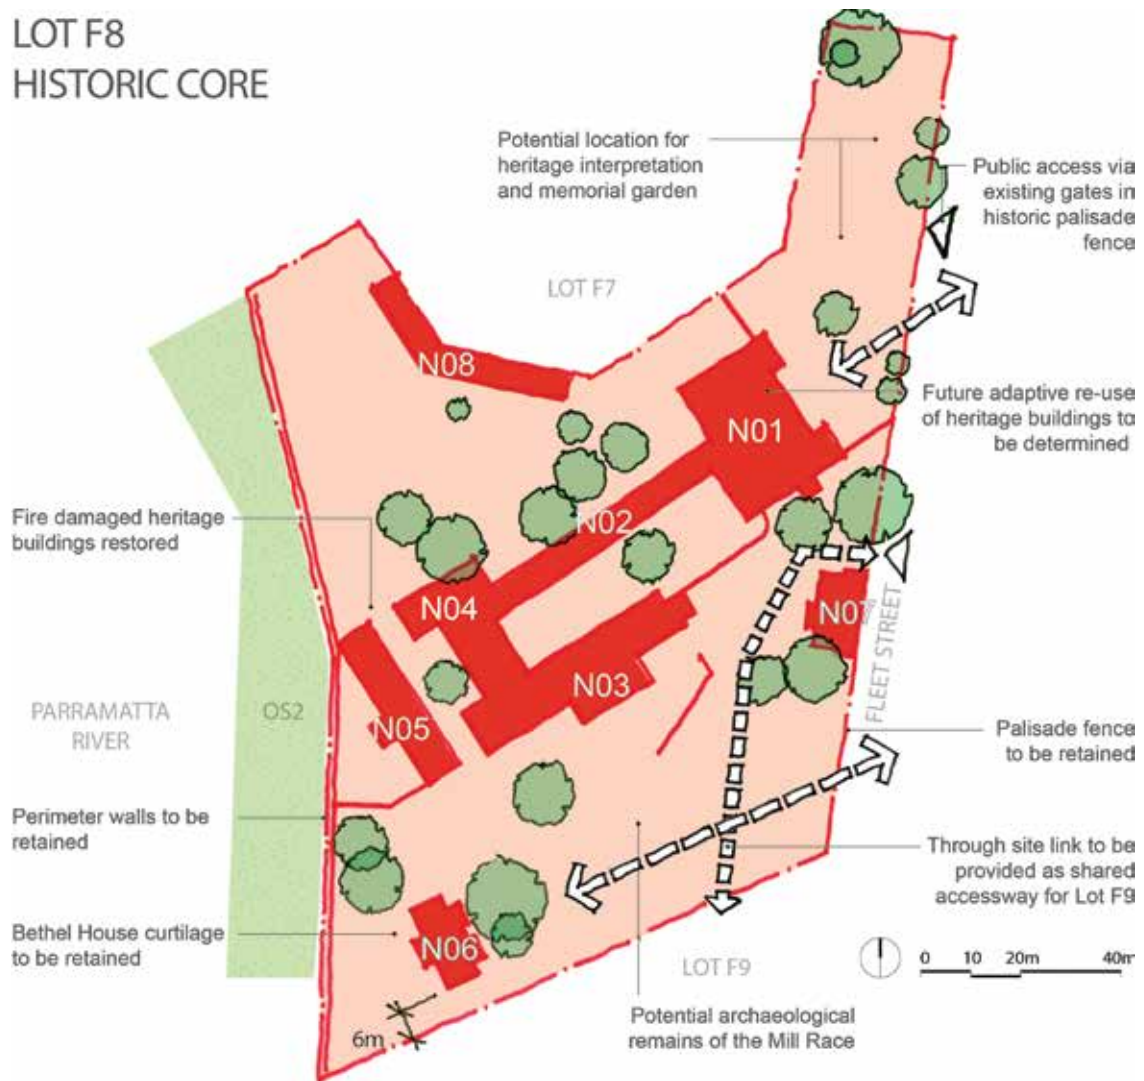 LOT F8
HISTORIC CORE
Potential location for
heritage interpretation
and memorial garden
Public access via
existing gates in
historic palisade
fence
LOT F7
N08
N01
Future adaptive re-use
of heritage buildings to
be determined
Fire damaged heritage
buildings restored
N02
N04
N07
N03
N05
FLEET STREET
PARRAMATTA
RIVER
OS2
Palisade fence
to be retained
Perimeter walls to be
retained
Through site link to be
provided as shared
accessway for Lot F9
Bethel House curtilage
to be retained
N06
LOT F9
0 10 20m 40m
Potential archaeological
remains of the Mill Race
6m